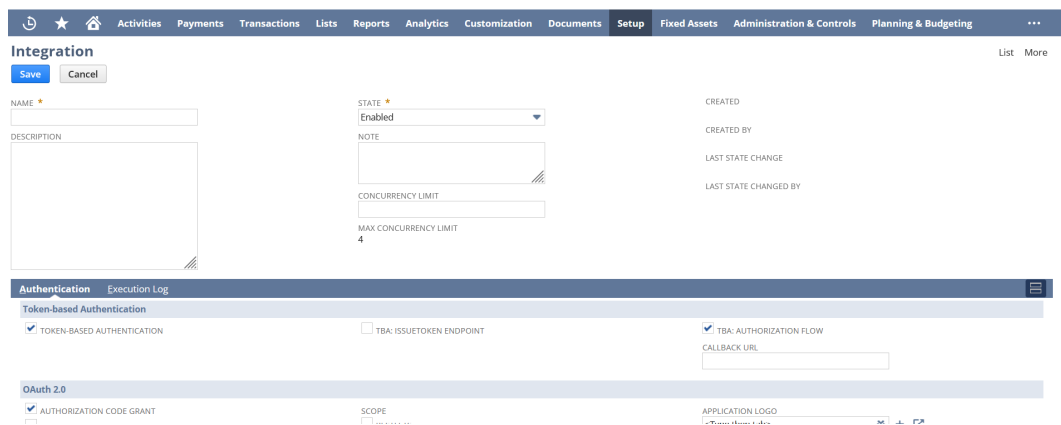 Activities Payments Transactions Lists Reports Analytics Customization Documents Setup Fixed Assets Administration & Controls Planning & Budgeting ...
Integration
List More
Save Cancel
NAME *
STATE *
Enabled
CREATED
DESCRIPTION
NOTE
CREATED BY
LAST STATE CHANGE
LAST STATE CHANGED BY
CONCURRENCY LIMIT
MAX CONCURRENCY LIMIT
4
Authentication Execution Log
Token-based Authentication
TOKEN-BASED AUTHENTICATION TBA: ISSUETOKEN ENDPOINT TBA: AUTHORIZATION FLOW
CALLBACK URL
OAuth 2.0
AUTHORIZATION CODE GRANT SCOPE APPLICATION LOGO